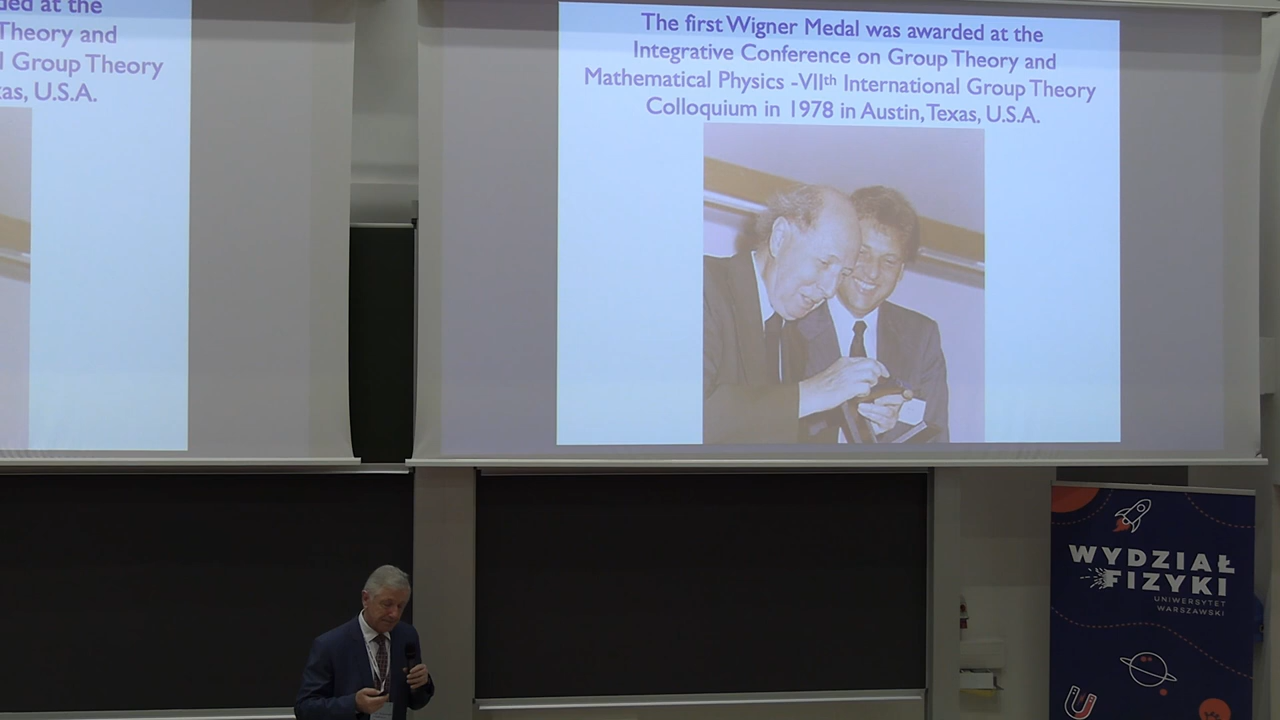 ded at the
Theory and
l Group Theory
as, U.S.A.
The first Wigner Medal was awarded at the
Integrative Conference on Group Theory and
Mathematical Physics -VIIth International Group Theory
Colloquium in 1978 in Austin, Texas, U.S.A.
WYDZIAŁ
FIZYKI
UNIWERSYTET
WARSZAWSKI